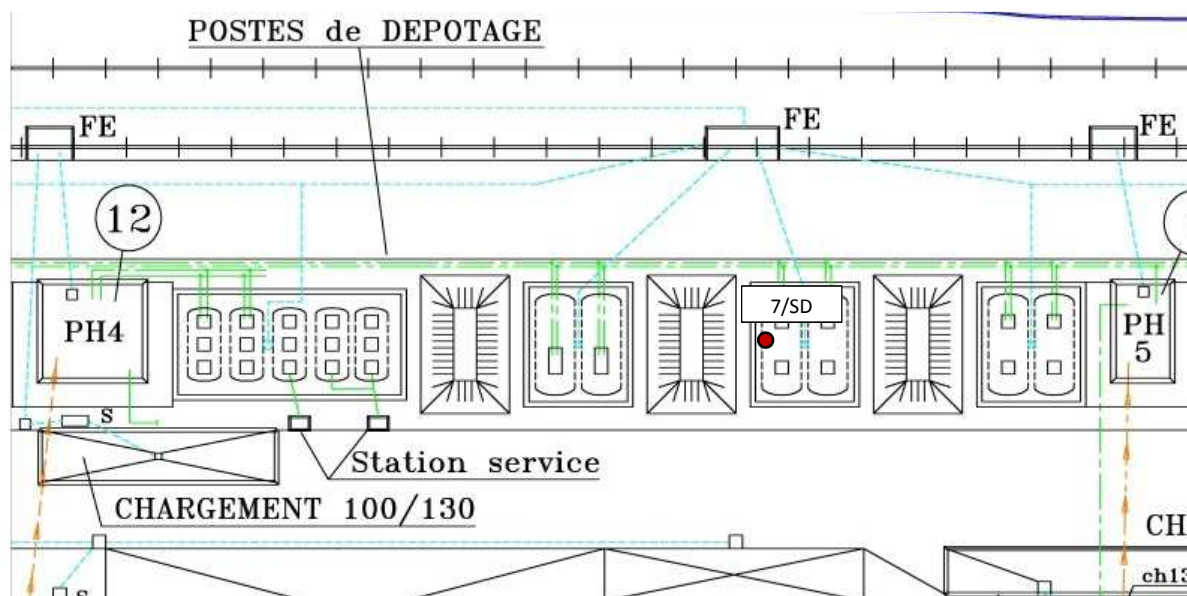 POSTES de DEPOTAGE
FE
FE
FE
12
7/SD
PH4
PH
5
s
Station service
CHARGEMENT 100/130
CH
ch13
s